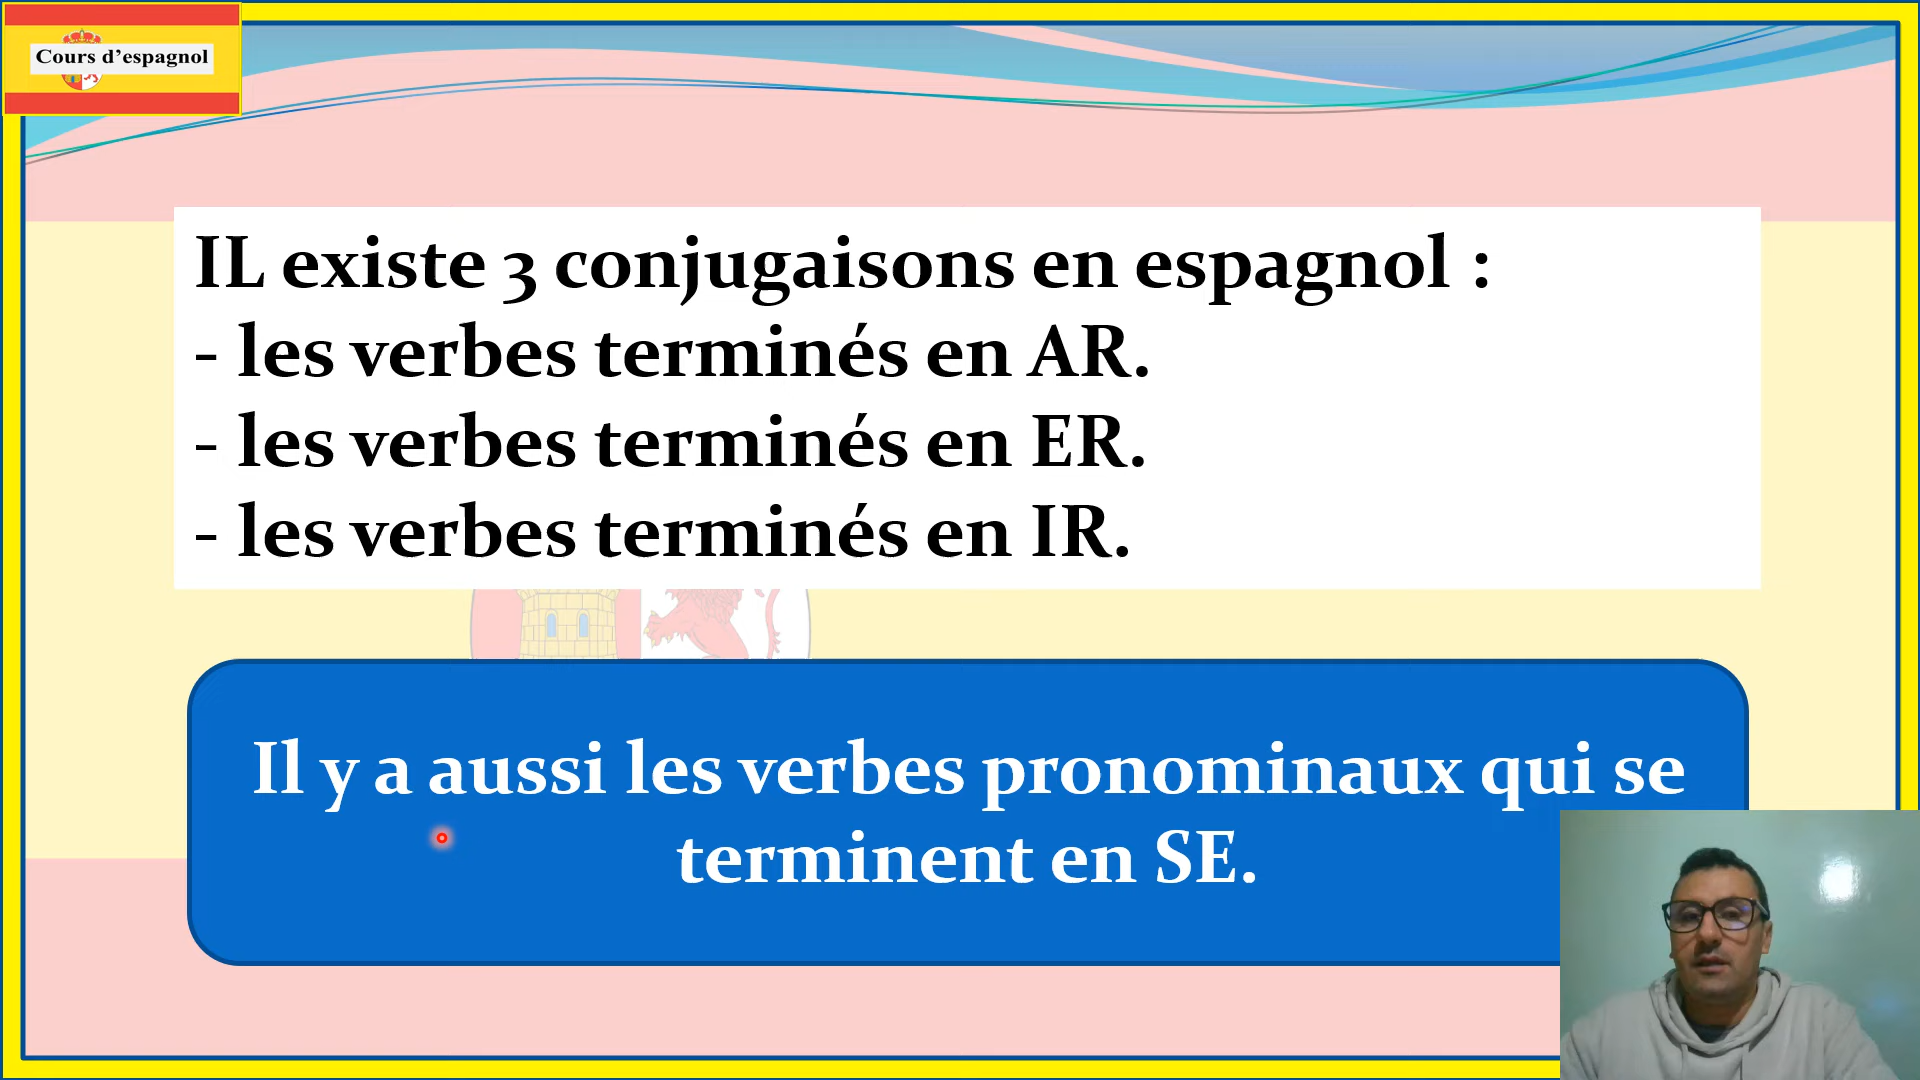 Cours d’espagnol
IL existe 3 conjugaisons en espagnol :
- les verbes terminés en AR.
- les verbes terminés en ER.
- les verbes terminés en IR.
Il y a aussi les verbes pronominaux qui se
terminent en SE.